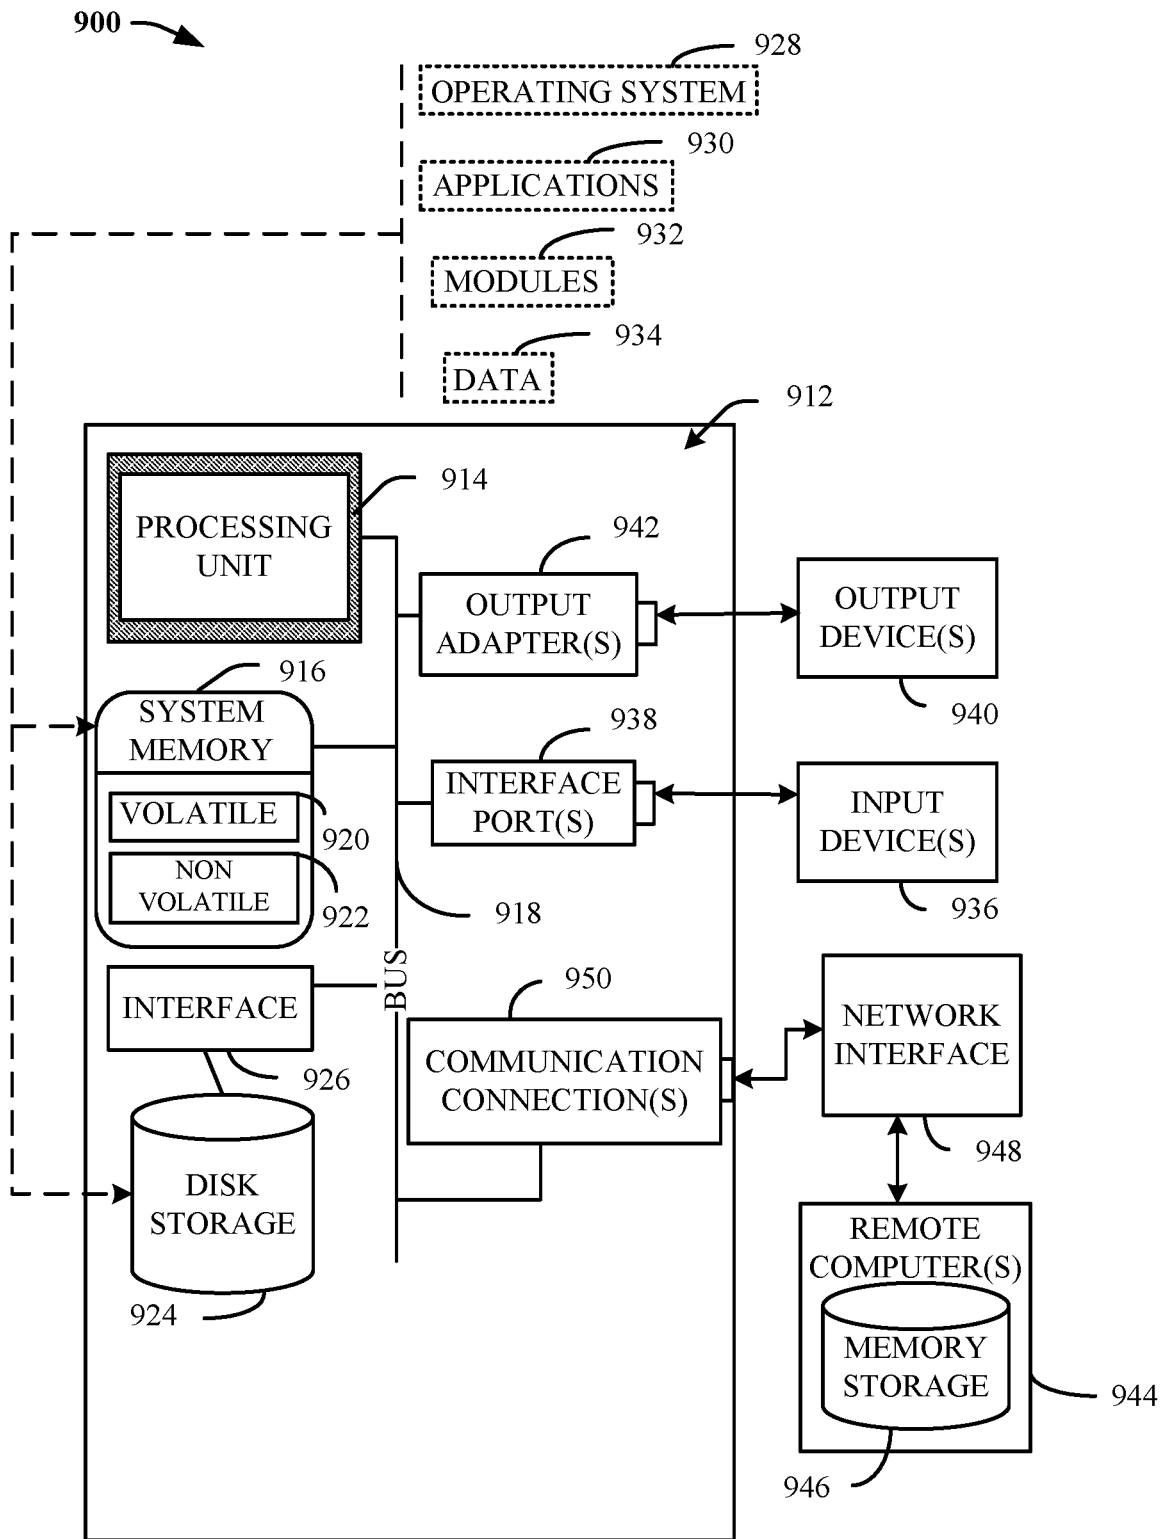 900
928
OPERATING SYSTEM
930
APPLICATIONS
932
MODULES
934
DATA
912
914
PROCESSING
UNIT
942
OUTPUT
ADAPTER(S)
OUTPUT
DEVICE(S)
940
916
SYSTEM
MEMORY
938
INTERFACE
PORT(S)
INPUT
DEVICE(S)
936
VOLATILE
920
NON
VOLATILE
922
918
BUS
INTERFACE
926
950
COMMUNICATION
CONNECTION(S)
NETWORK
INTERFACE
948
DISK
STORAGE
924
REMOTE
COMPUTER(S)
MEMORY
STORAGE
944
946